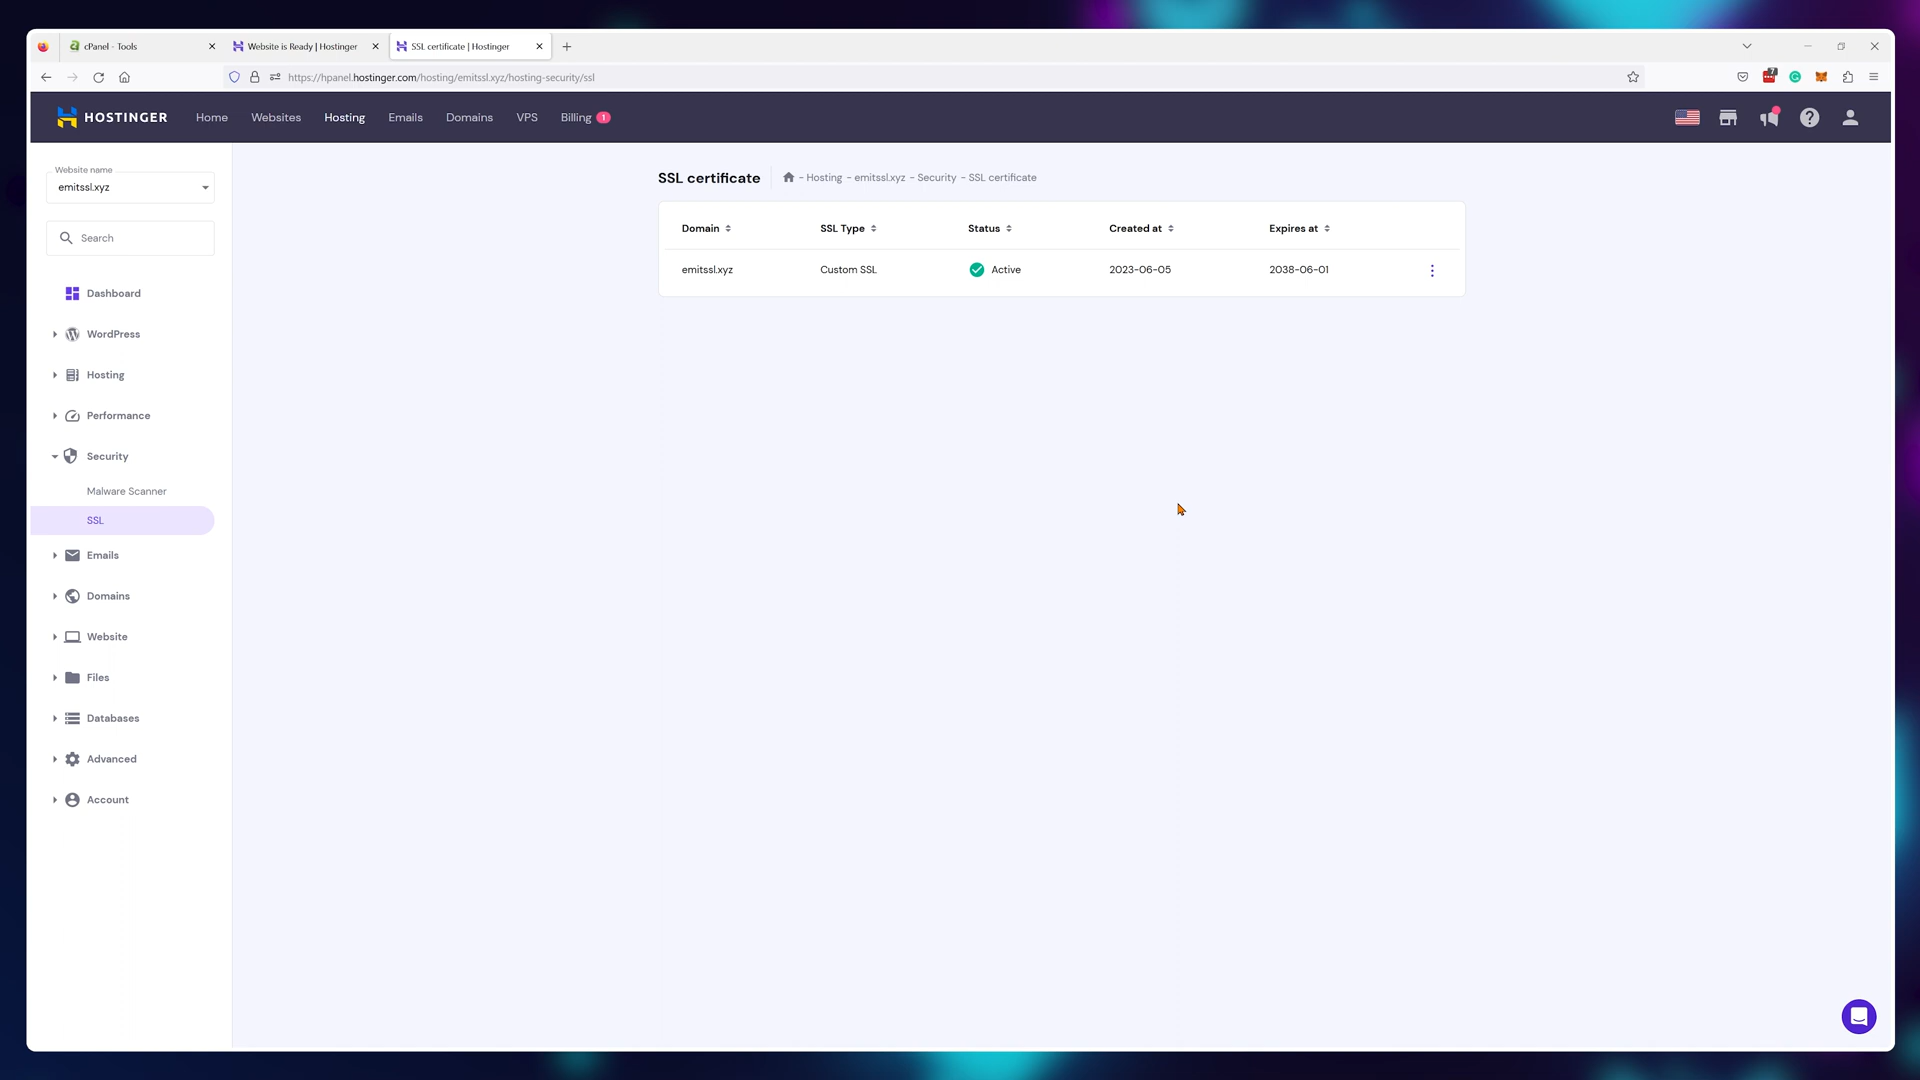 cPanel - Tools
Website is Ready | Hostinger
SSL certificate | Hostinger
https://hpanel.hostinger.com/hosting/emitssl.xyz/hosting-security/ssl
7
HOSTINGER
Home
Websites
Hosting
Emails
Domains
VPS
Billing 1
Website name
emitssl.xyz
Search
Dashboard
WordPress
Hosting
Performance
Security
Malware Scanner
SSL
Emails
Domains
Website
Files
Databases
Advanced
Account
SSL certificate
- Hosting - emitssl.xyz - Security - SSL certificate
Domain SSL Type Status Created at Expires at
emitssl.xyz Custom SSL Active 2023-06-05 2038-06-01